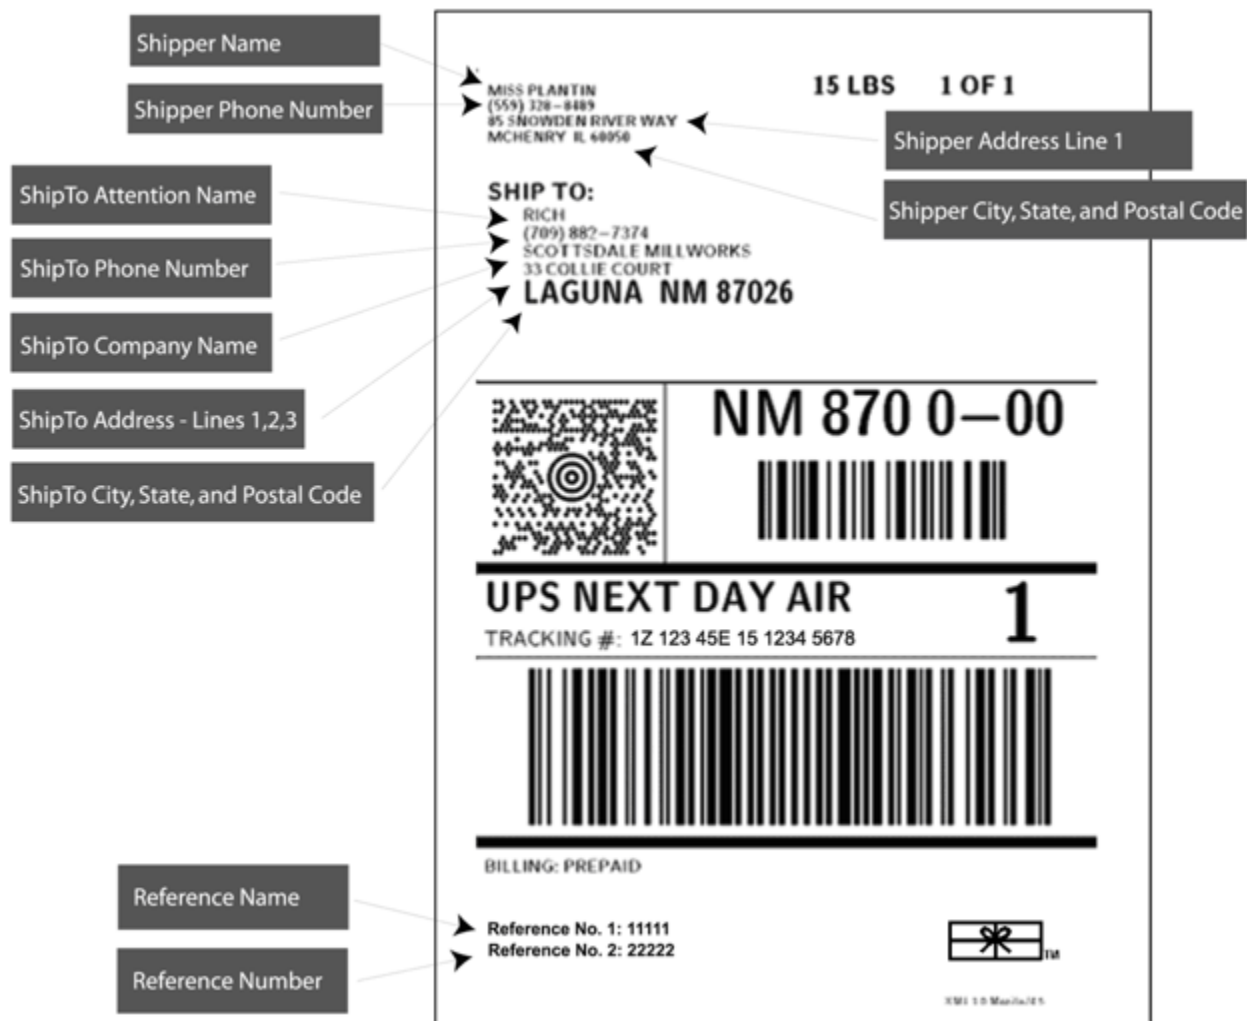 Shipper Name
Shipper Phone Number
ShipTo Attention Name
ShipTo Phone Number
ShipTo Company Name
ShipTo Address - Lines 1,2,3
ShipTo City, State, and Postal Code
Reference Name
Reference Number
MISS PLANTIN
(559) 328-8489
85 SNOWDEN RIVER WAY
MCHENRY IL 60050
15 LBS 1 OF 1
Shipper Address Line 1
Shipper City, State, and Postal Code
SHIP TO:
RICH
(709) 882-7374
SCOTTSDALE MILLWORKS
33 COLLIE COURT
LAGUNA NM 87026
NM 870 0-00
UPS NEXT DAY AIR 1
TRACKING #: 1Z 123 45E 15 1234 5678
BILLING: PREPAID
Reference No. 1: 11111
Reference No. 2: 22222
TM